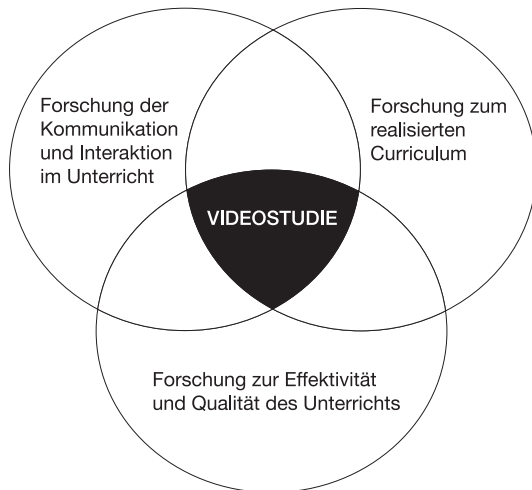 Forschung der
Kommunikation
und Interaktion
im Unterricht
Forschung zum
realisierten
Curriculum
VIDEOSTUDIE
Forschung zur Effektivität
und Qualität des Unterrichts